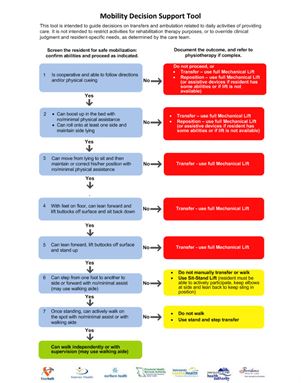 Mobility Decision Support Tool
This tool is intended to guide decisions on transfers and ambulation related to daily activities of providing
care. It is not intended to restrict activities for rehabilitation therapy purposes, or to override clinical
judgment and resident-specific needs, as determined by the care team.
Screen the resident for safe mobilization:
confirm abilities and proceed as indicated.
Document the outcome, and refer to
physiotherapy if complex.
1 Is cooperative and able to follow directions
and/or physical cueing
No
Do not proceed, or
• Transfer – use full Mechanical Lift
• Reposition – use full Mechanical Lift
(or assistive devices if resident has
some abilities or if lift is not
available)
Yes
2 • Can boost up in the bed with
no/minimal physical assistance
• Can roll onto at least one side and
maintain side lying
No
• Transfer - use full Mechanical Lift
• Reposition – use full Mechanical Lift
(or assistive devices if resident has
some abilities or if lift is not
available)
Yes
3 Can move from lying to sit and then
maintain or correct his/her position with
no/minimal physical assistance
No
Transfer - use full Mechanical Lift
Yes
4 With feet on floor, can lean forward and
lift buttocks off surface and sit back down
No
Transfer - use full Mechanical Lift
Yes
5 Can lean forward, lift buttocks off surface
and stand up
No
Transfer - use full Mechanical Lift
Yes
6 Can step from one foot to another to
side or forward with no/minimal assist
(may use walking aide)
No
• Do not manually transfer or walk
• Use Sit-Stand Lift (resident must be
able to actively participate, keep elbows
at side and lean back to keep sling in
position)
Yes
7 Once standing, can actively walk on
the spot with no/minimal assist or with
walking aide
No
• Do not walk
• Use stand and step transfer
Yes
Can walk independently or with
supervision (may use walking aide)
fraserhealth
Interior Health
northern health
Providence